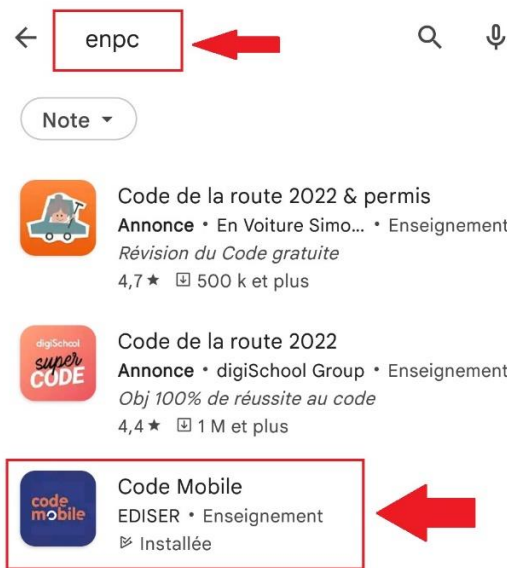 enpc
Note
Code de la route 2022 & permis
Annonce • En Voiture Simo... • Enseignement
Révision du Code gratuite
4,7★ 500 k et plus
digiSchool
super
CODE
Code de la route 2022
Annonce • digiSchool Group • Enseignement
Obj 100% de réussite au code
4,4★ 1 M et plus
code
mobile
Code Mobile
EDISER • Enseignement
Installée